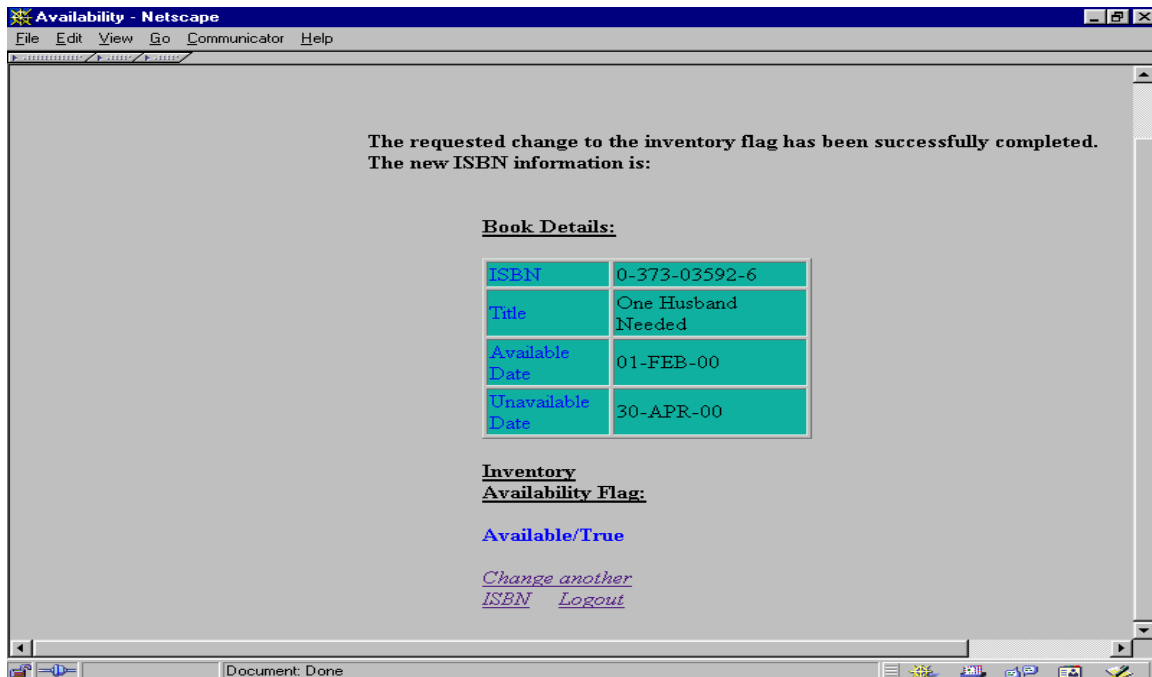 Availability - Netscape
File Edit View Go Communicator Help
The requested change to the inventory flag has been successfully completed.
The new ISBN information is:
Book Details:
ISBN 0-373-03592-6
Title One Husband
Needed
Available
Date 01-FEB-00
Unavailable
Date 30-APR-00
Inventory
Availability Flag:
Available/True
Change another
ISBN Logout
Document: Done